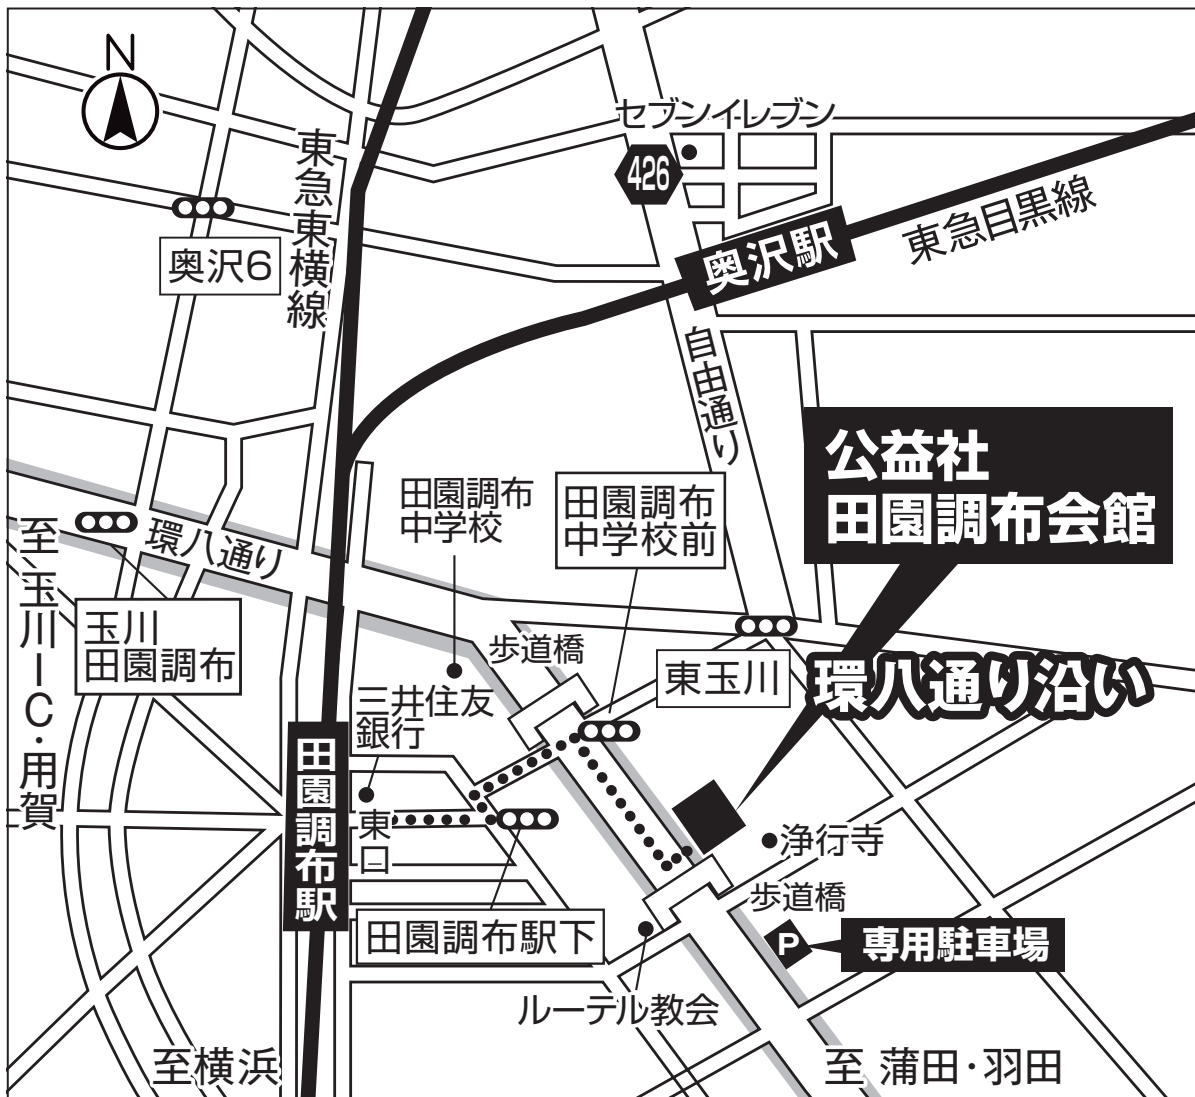 N
セブンイレブン
426
東急東横線
奥沢6
奥沢駅
東急目黒線
自由通り
公益社
田園調布会館
田園調布
中学校
田園調布
中学校前
環八通り
至玉川IC・用賀
玉川
田園調布
歩道橋
東玉川
環八通り沿い
三井住友
銀行
田園調布駅
東口
浄行寺
歩道橋
田園調布駅下
P
専用駐車場
ルーテル教会
至横浜
至 蒲田・羽田